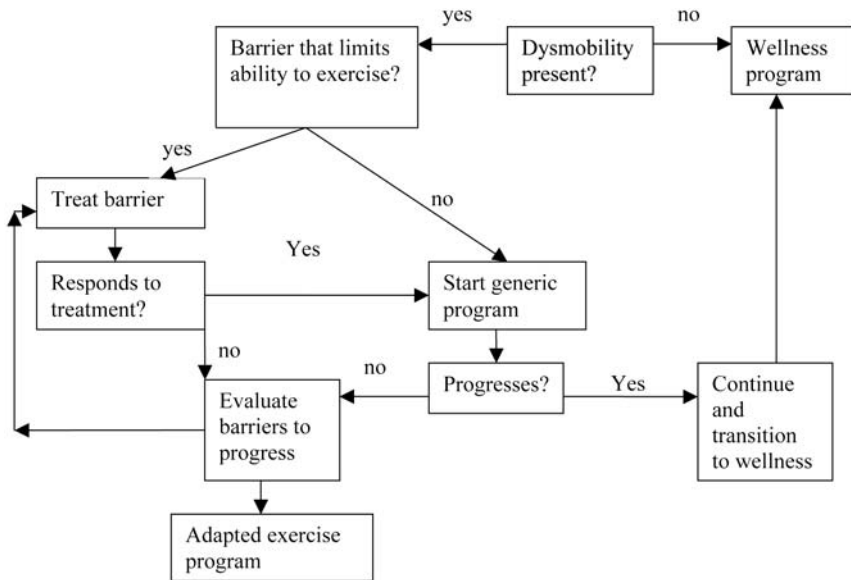 yes
no
Barrier that limits
ability to exercise?
Dysmobility
present?
Wellness
program
yes
no
Treat barrier
Yes
Responds to
treatment?
Start generic
program
no
no
Progresses?
Yes
Continue
and
transition
to wellness
Evaluate
barriers to
progress
Adapted exercise
program